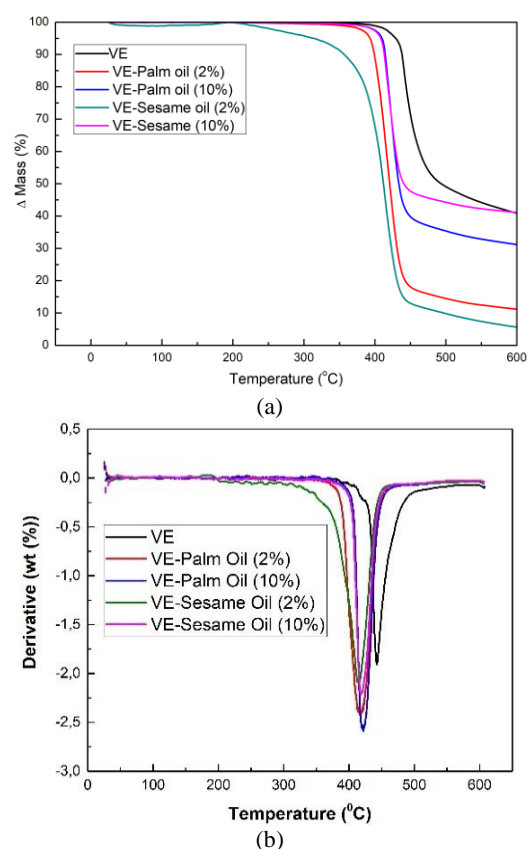 100
90
80
70
60
50
40
30
20
10
0
Δ Mass (%)
VE
VE-Palm oil (2%)
VE-Palm oil (10%)
VE-Sesame oil (2%)
VE-Sesame (10%)
0 100 200 300 400 500 600
Temperature (°C)
(a)
0,5
0,0
-0,5
-1,0
-1,5
-2,0
-2,5
-3,0
Derivative (wt (%))
VE
VE-Palm Oil (2%)
VE-Palm Oil (10%)
VE-Sesame Oil (2%)
VE-Sesame Oil (10%)
0 100 200 300 400 500 600
Temperature (⁰C)
(b)